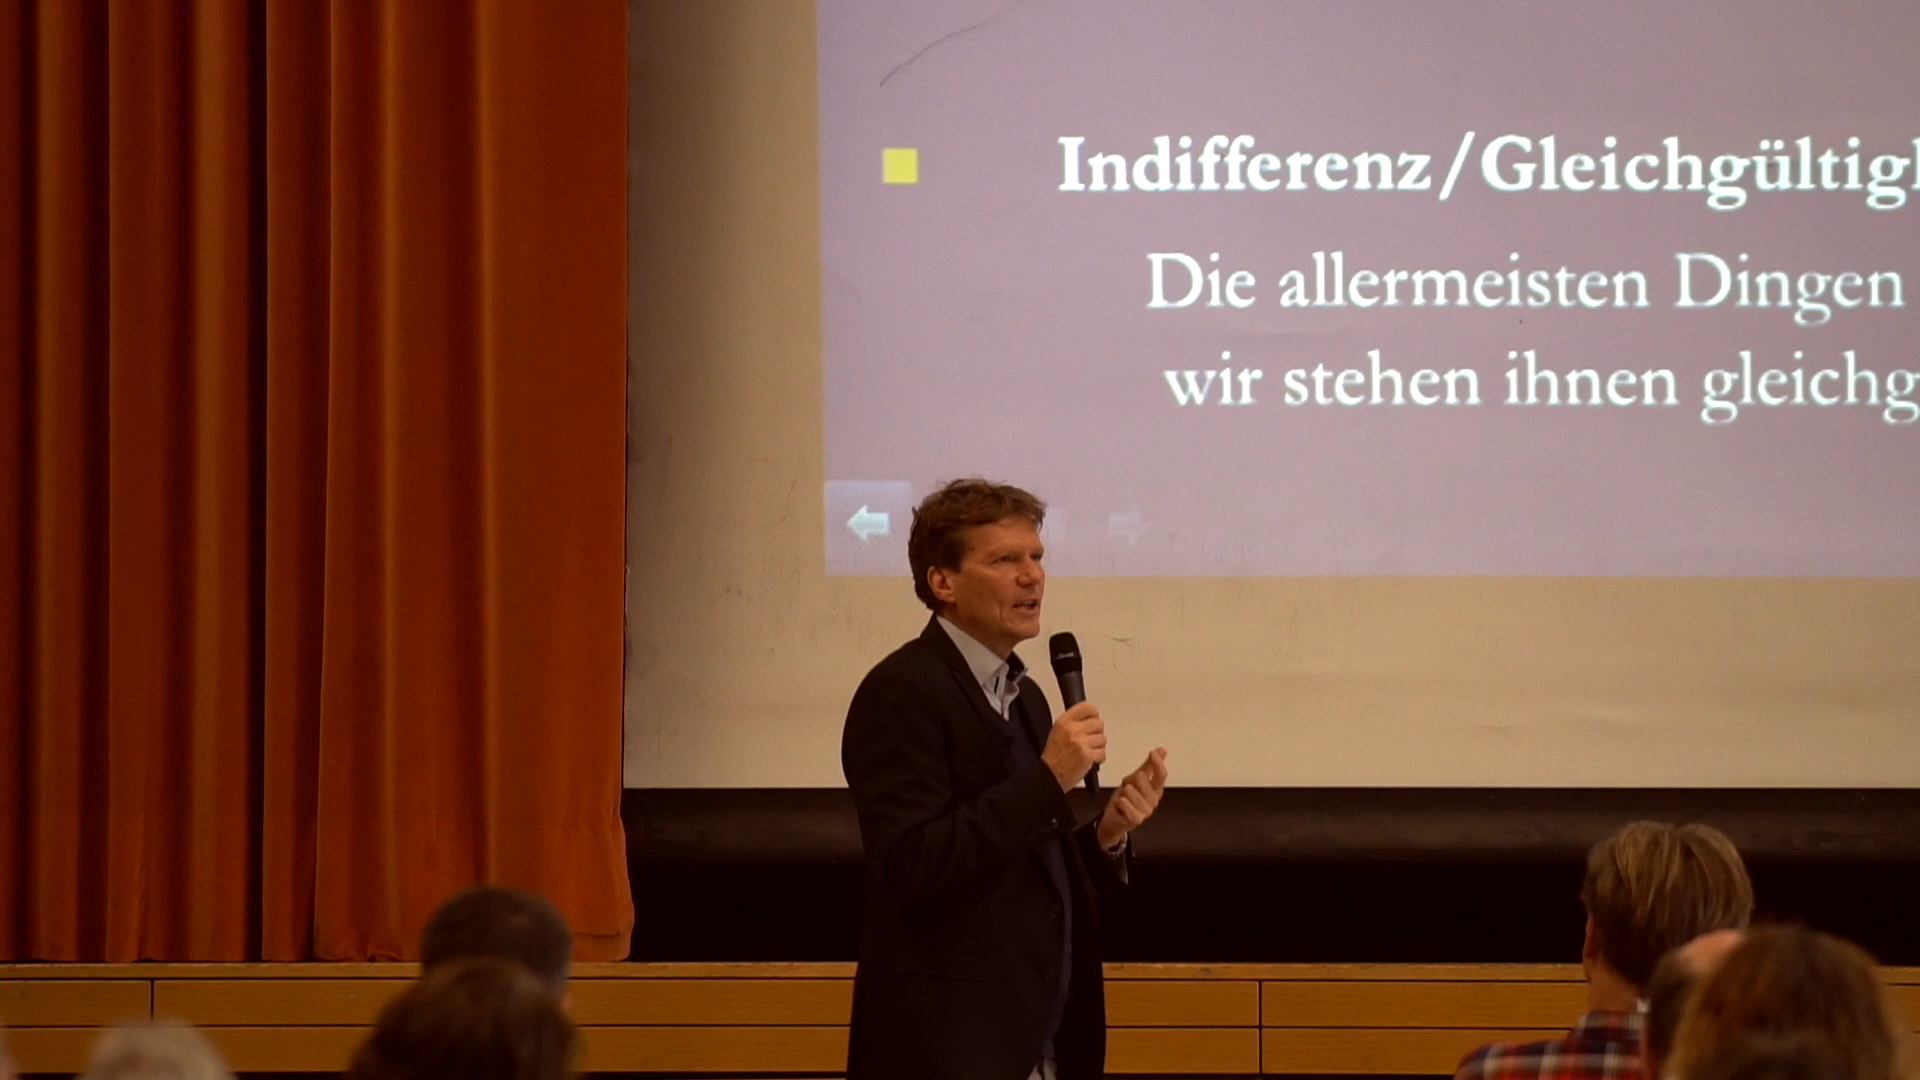 Indifferenz/Gleichgültig
Die allermeisten Dingen
wir stehen ihnen gleichg